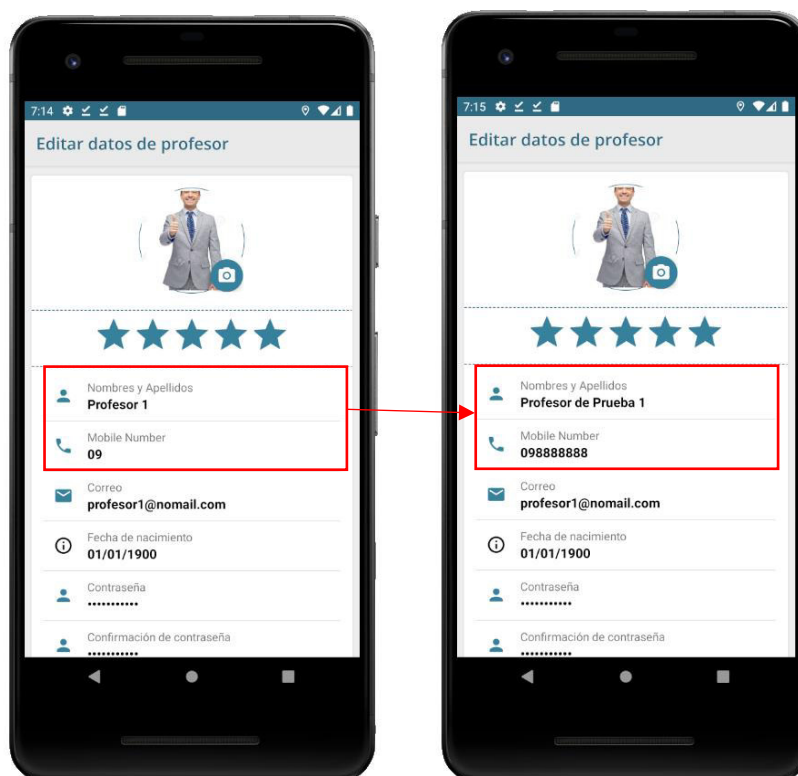 7:14
Editar datos de profesor
Nombres y Apellidos
Profesor 1
Mobile Number
09
Correo
profesor1@nomail.com
Fecha de nacimiento
01/01/1900
Contraseña
•••••••••••
Confirmación de contraseña
•••••••••••
7:15
Editar datos de profesor
Nombres y Apellidos
Profesor de Prueba 1
Mobile Number
098888888
Correo
profesor1@nomail.com
Fecha de nacimiento
01/01/1900
Contraseña
•••••••••••
Confirmación de contraseña
•••••••••••